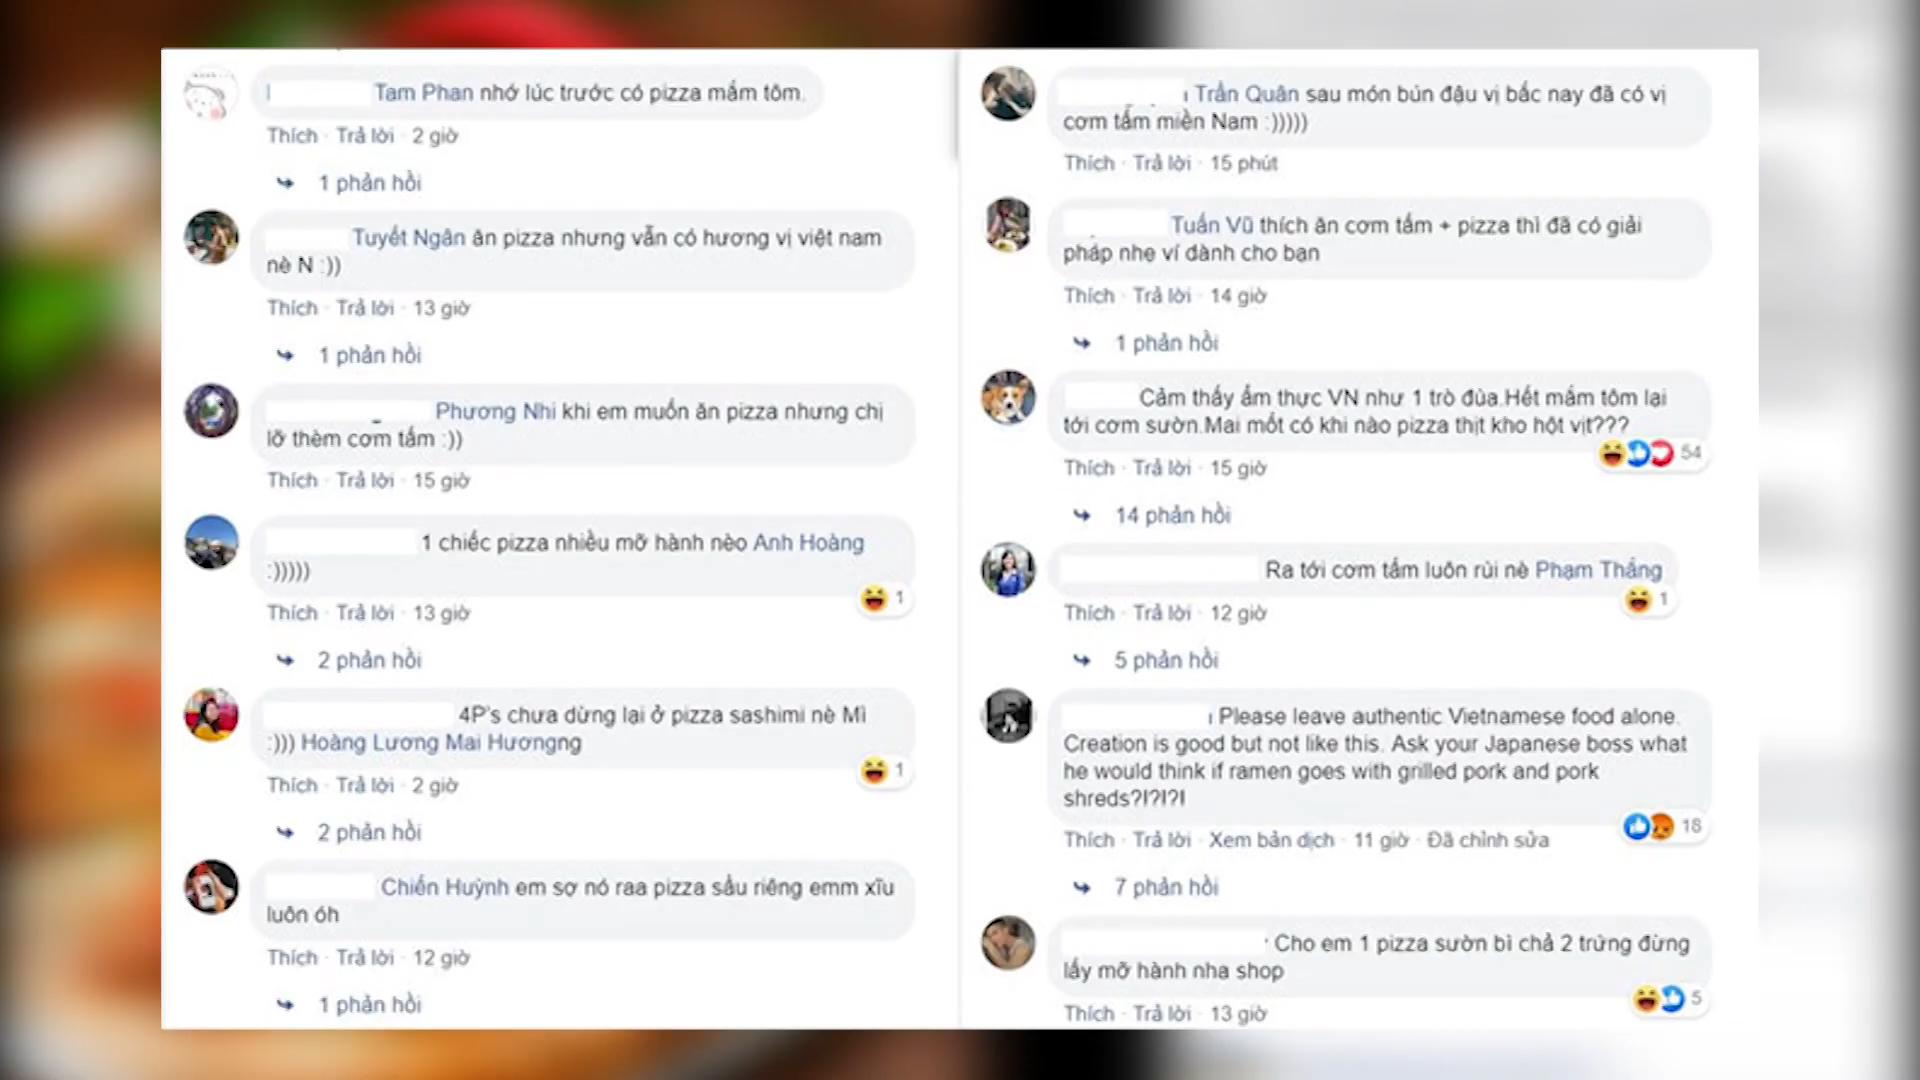 Tam Phan nhớ lúc trước có pizza mắm tôm.
Thích · Trả lời · 2 giờ
1 phản hồi
Tuyết Ngân ăn pizza nhưng vẫn có hương vị việt nam
nè N :))
Thích · Trả lời · 13 giờ
1 phản hồi
Phương Nhi khi em muốn ăn pizza nhưng chị
lỡ thèm cơm tấm :))
Thích · Trả lời · 15 giờ
1 chiếc pizza nhiều mỡ hành nèo Anh Hoàng
:)))))
1
Thích · Trả lời · 13 giờ
2 phản hồi
4P's chưa dừng lại ở pizza sashimi nè Mì
:))) Hoàng Lương Mai Hươngng
1
Thích · Trả lời · 2 giờ
2 phản hồi
Chiến Huỳnh em sợ nó raa pizza sầu riêng emm xĩu
luôn óh
Thích · Trả lời · 12 giờ
1 phản hồi
Trần Quân sau món bún đậu vị bắc nay đã có vị
cơm tấm miền Nam :)))))
Thích · Trả lời · 15 phút
Tuấn Vũ thích ăn cơm tấm + pizza thì đã có giải
pháp nhẹ ví dành cho bạn
Thích · Trả lời · 14 giờ
1 phản hồi
Cảm thấy ẩm thực VN như 1 trò đùa.Hết mắm tôm lại
tới cơm sườn.Mai mốt có khi nào pizza thịt kho hột vịt???
54
Thích · Trả lời · 15 giờ
14 phản hồi
Ra tới cơm tấm luôn rùi nè Phạm Thắng
1
Thích · Trả lời · 12 giờ
5 phản hồi
Please leave authentic Vietnamese food alone.
Creation is good but not like this. Ask your Japanese boss what
he would think if ramen goes with grilled pork and pork
shreds?!?!?!
18
Thích · Trả lời · Xem bản dịch · 11 giờ · Đã chỉnh sửa
7 phản hồi
Cho em 1 pizza sườn bì chả 2 trứng đừng
lấy mỡ hành nha shop
5
Thích · Trả lời · 13 giờ